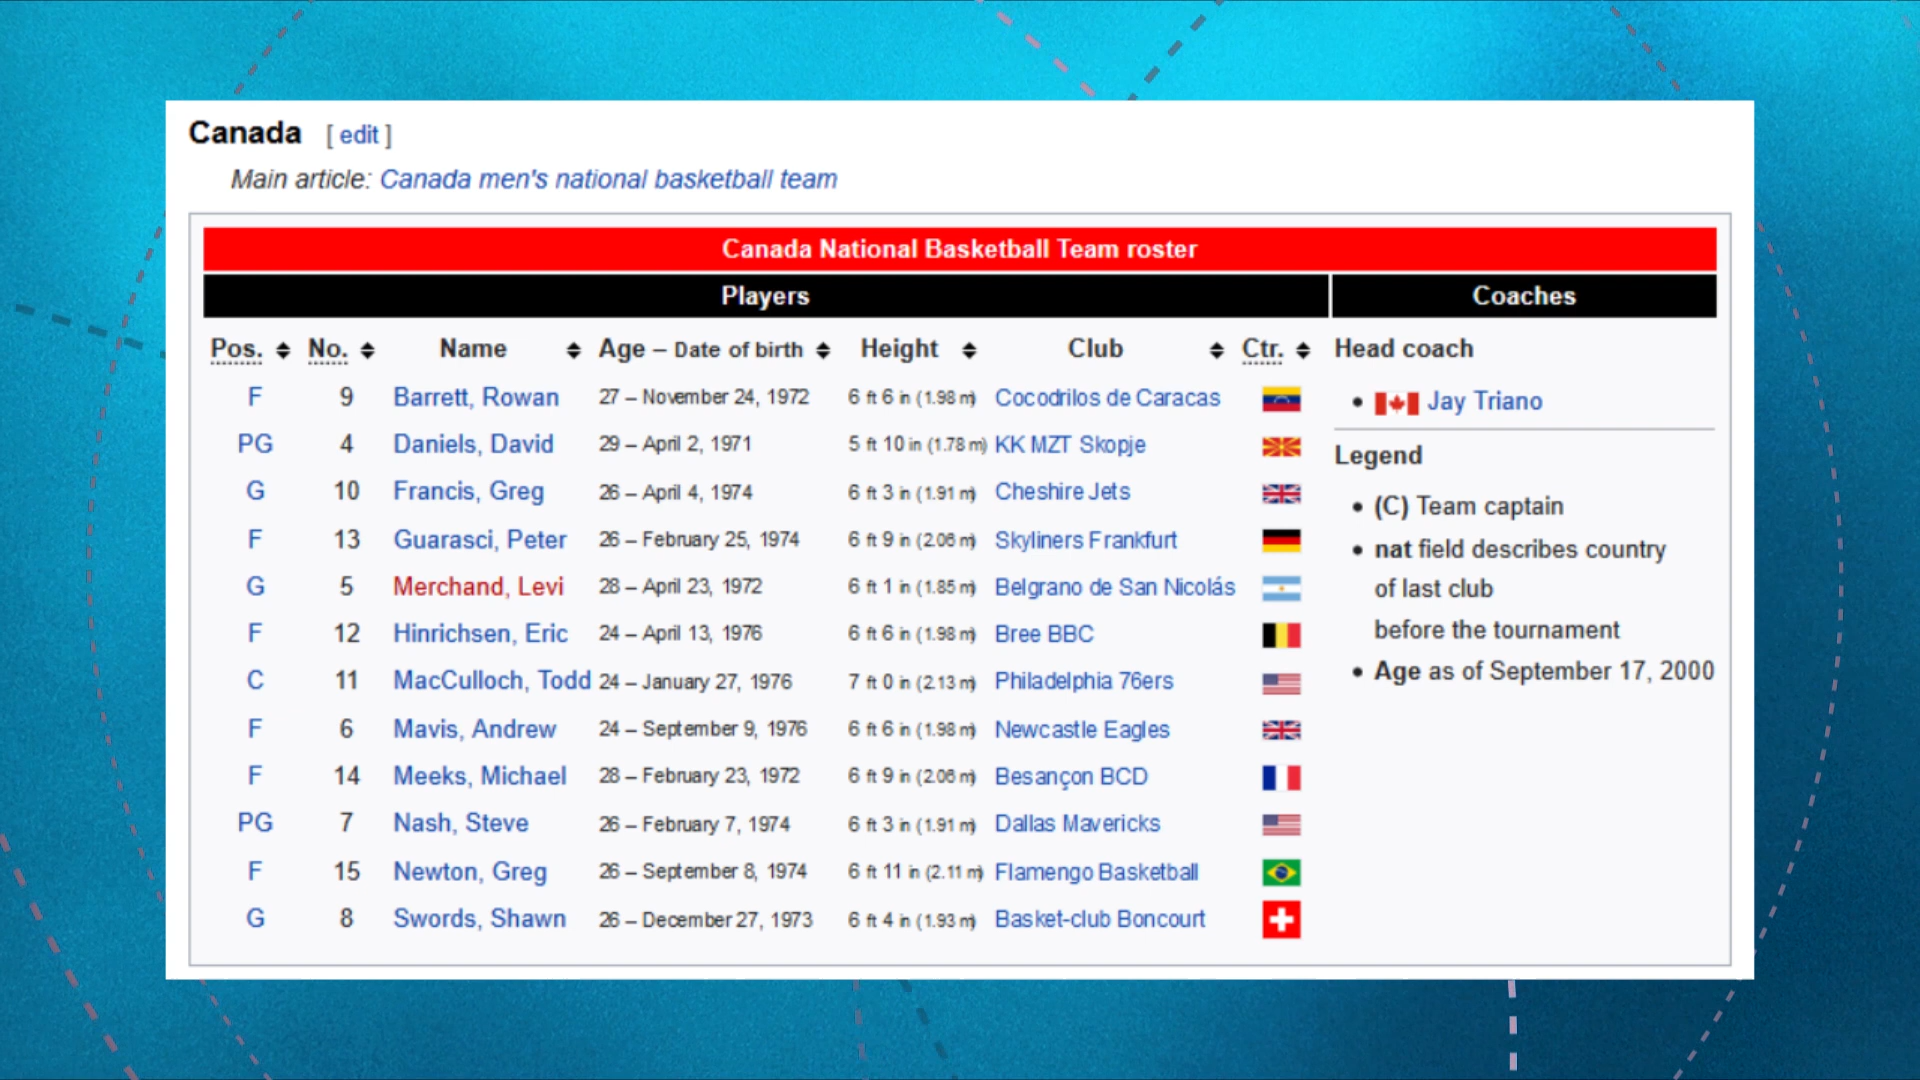 Canada [ edit ]
Main article: Canada men's national basketball team
Canada National Basketball Team roster
Players Coaches
Pos. No. Name Age – Date of birth Height Club Ctr.
F 9 Barrett, Rowan 27 – November 24, 1972 6 ft 6 in (1.98 m) Cocodrilos de Caracas
PG 4 Daniels, David 29 – April 2, 1971 5 ft 10 in (1.78 m) KK MZT Skopje
G 10 Francis, Greg 26 – April 4, 1974 6 ft 3 in (1.91 m) Cheshire Jets
F 13 Guarasci, Peter 26 – February 25, 1974 6 ft 9 in (2.06 m) Skyliners Frankfurt
G 5 Merchand, Levi 28 – April 23, 1972 6 ft 1 in (1.85 m) Belgrano de San Nicolás
F 12 Hinrichsen, Eric 24 – April 13, 1976 6 ft 6 in (1.98 m) Bree BBC
C 11 MacCulloch, Todd 24 – January 27, 1976 7 ft 0 in (2.13 m) Philadelphia 76ers
F 6 Mavis, Andrew 24 – September 9, 1976 6 ft 6 in (1.98 m) Newcastle Eagles
F 14 Meeks, Michael 28 – February 23, 1972 6 ft 9 in (2.06 m) Besançon BCD
PG 7 Nash, Steve 26 – February 7, 1974 6 ft 3 in (1.91 m) Dallas Mavericks
F 15 Newton, Greg 26 – September 8, 1974 6 ft 11 in (2.11 m) Flamengo Basketball
G 8 Swords, Shawn 26 – December 27, 1973 6 ft 4 in (1.93 m) Basket-club Boncourt
Head coach
• Jay Triano
Legend
• (C) Team captain
• nat field describes country
of last club
before the tournament
• Age as of September 17, 2000